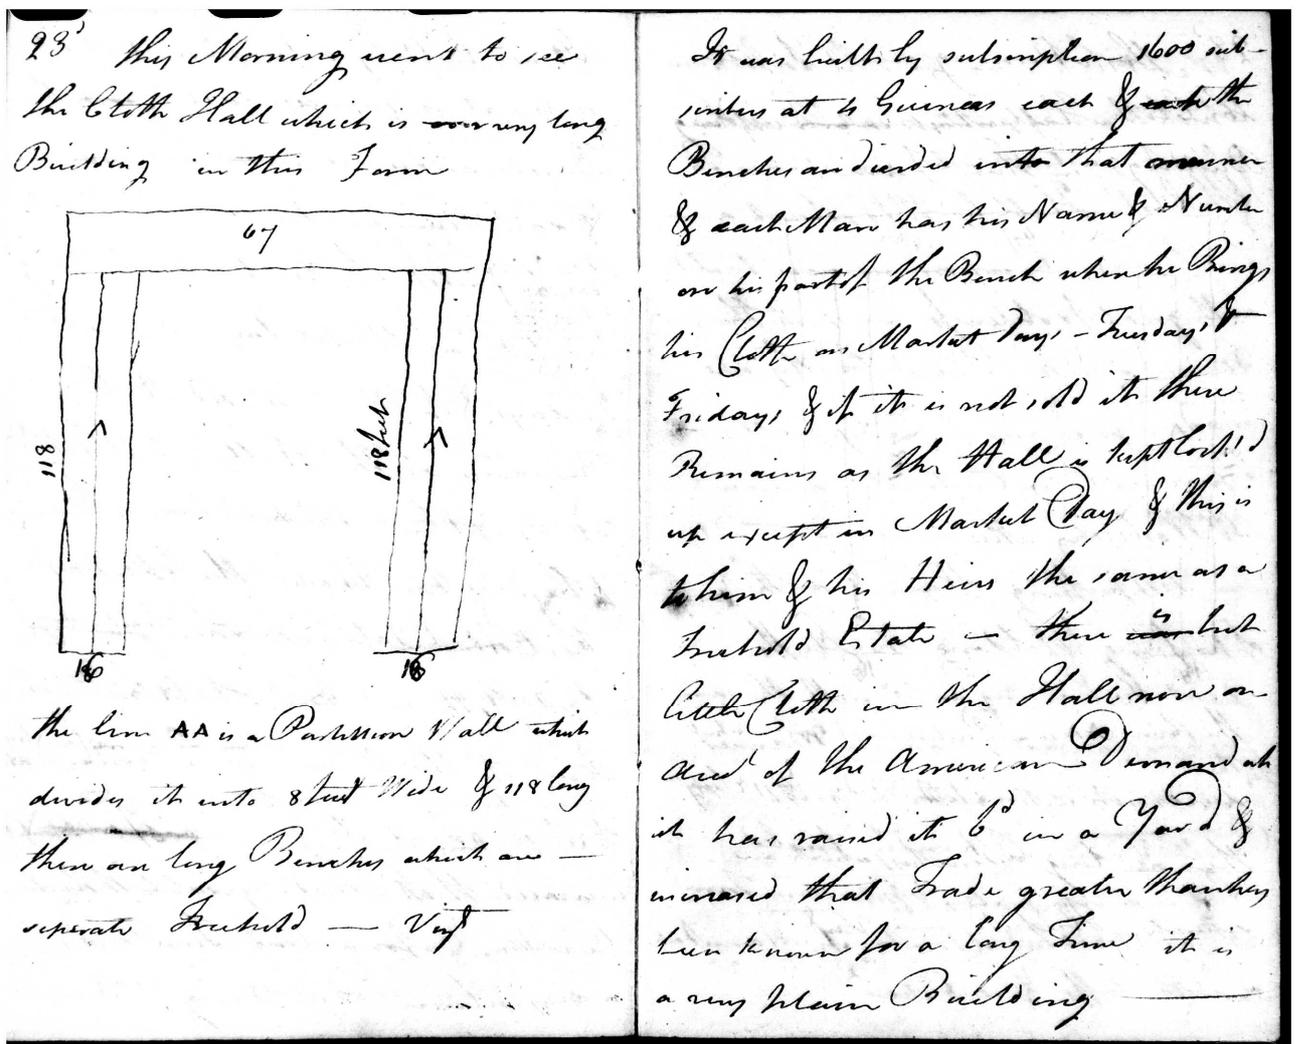 23 this Morning went to see
the Cloth Hall which is very long
Building in this Form
67
118
118 feet
16
16
the line AA is a Partition Wall which
divides it into 8 feet Wide & 118 long
there are long Benches which are —
seperate Freehold — Vizt
It was built by subscription 1600 sub-
scribers at 4 Guineas each & the
Benches are divided into that manner
& each Man has his Name & Number
on his part of the Bench where he Brings
his Cloth on Market Days - Tuesdays &
Fridays & if it is not sold it there
Remains as the Hall is kept lock'd
up except on Market Day & this is
to him & his Heirs the same as a
Freehold Estate — there is but
little Cloth in the Hall now on
acct of the American Demand as
it has raised it 6d in a Yard &
increased that Trade greater than has
been known for a long Time it is
a very plain Building